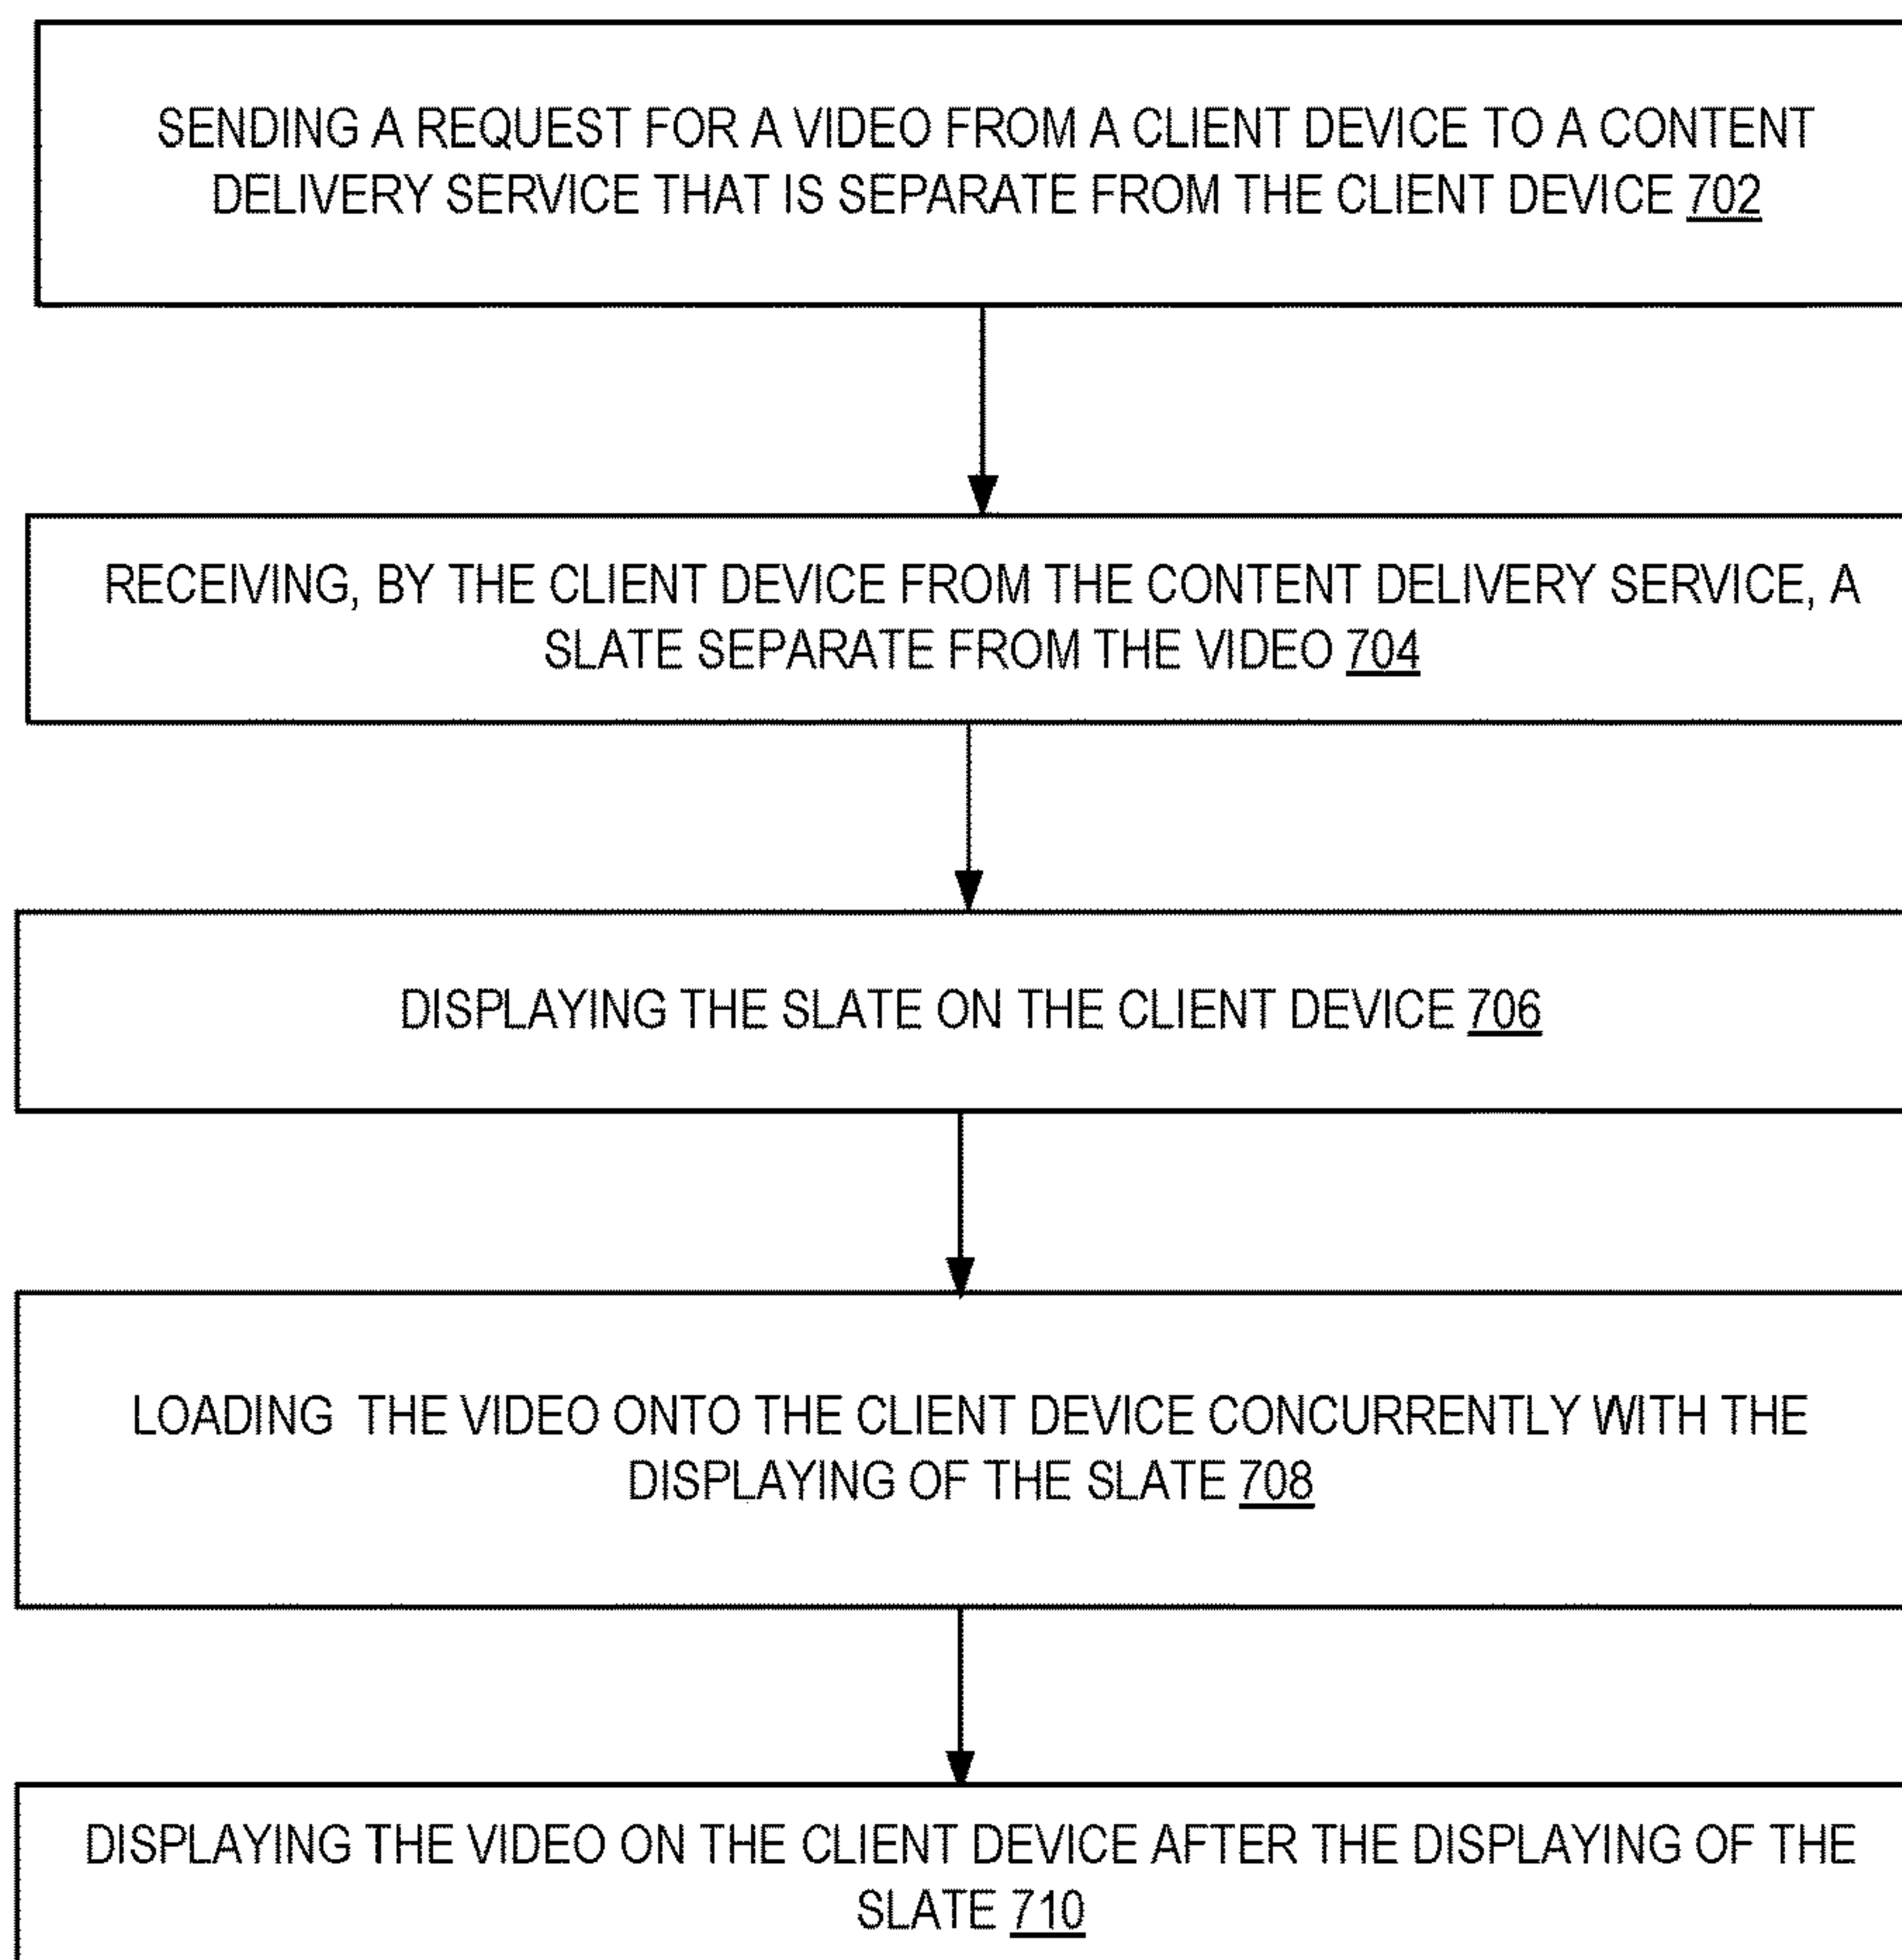 SENDING A REQUEST FOR A VIDEO FROM A CLIENT DEVICE TO A CONTENT
DELIVERY SERVICE THAT IS SEPARATE FROM THE CLIENT DEVICE 702
RECEIVING, BY THE CLIENT DEVICE FROM THE CONTENT DELIVERY SERVICE, A
SLATE SEPARATE FROM THE VIDEO 704
DISPLAYING THE SLATE ON THE CLIENT DEVICE 706
LOADING THE VIDEO ONTO THE CLIENT DEVICE CONCURRENTLY WITH THE
DISPLAYING OF THE SLATE 708
DISPLAYING THE VIDEO ON THE CLIENT DEVICE AFTER THE DISPLAYING OF THE
SLATE 710